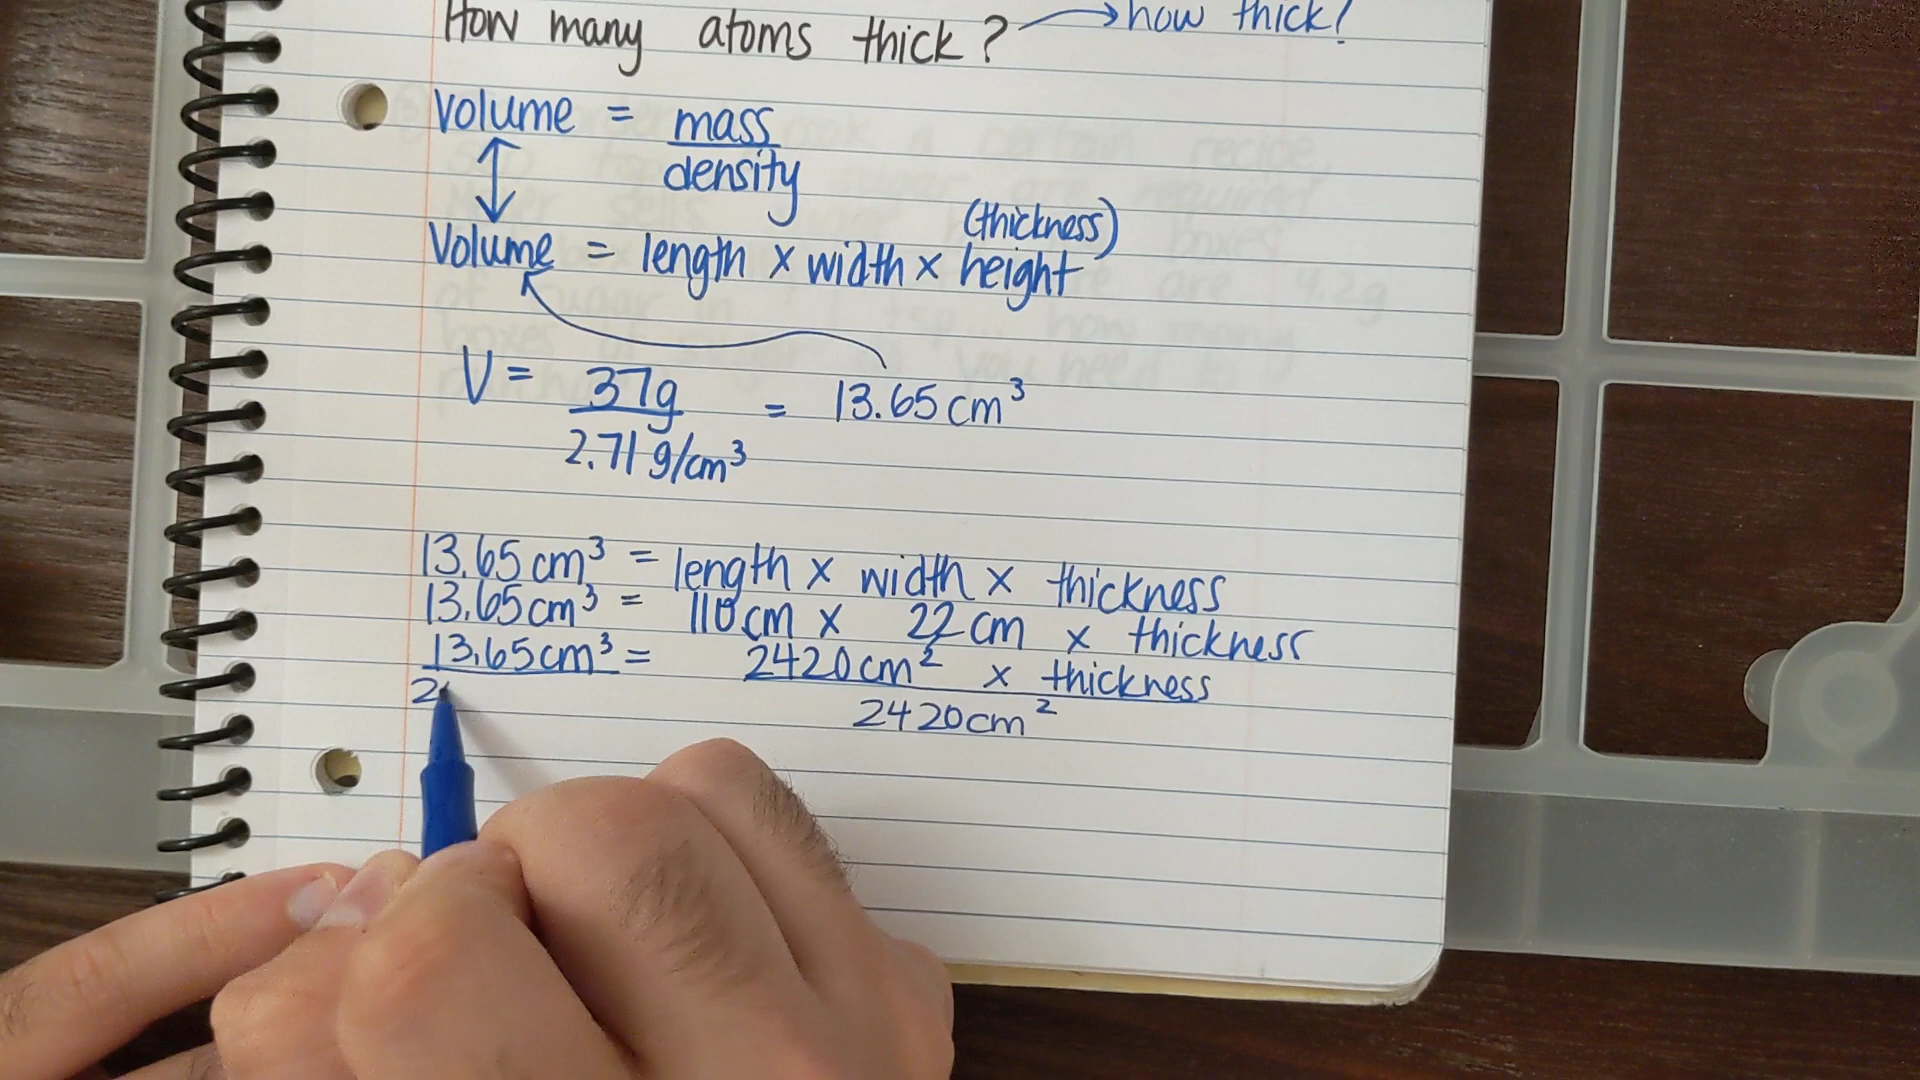 How many atoms thick? → how thick?
volume = mass
density
(thickness)
Volume = length × width × height
V = 37g = 13.65 cm³
2.71 g/cm³
13.65 cm³ = length × width × thickness
13.65 cm³ = 110 cm × 22 cm × thickness
13.65 cm³ = 2420 cm² × thickness
2420 cm²